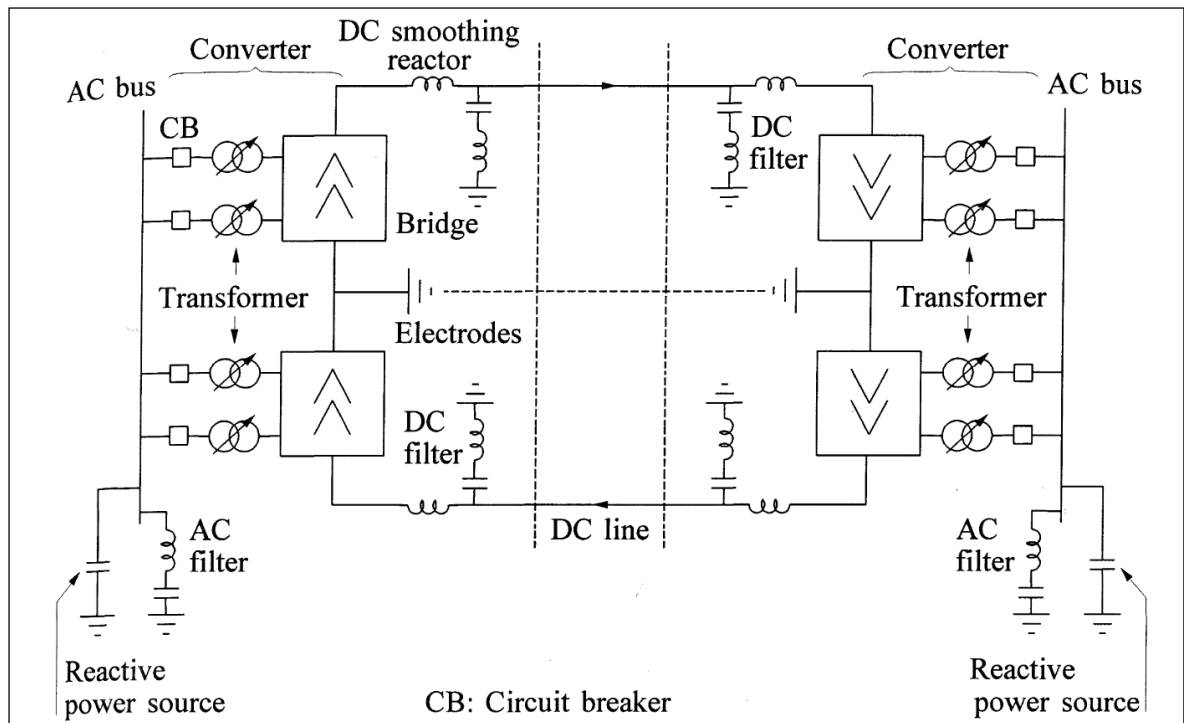 DC smoothing
reactor
Converter
Converter
AC bus
AC bus
CB
DC
filter
Bridge
Transformer
Transformer
Electrodes
DC
filter
DC line
AC
filter
AC
filter
Reactive
power source
Reactive
power source
CB: Circuit breaker